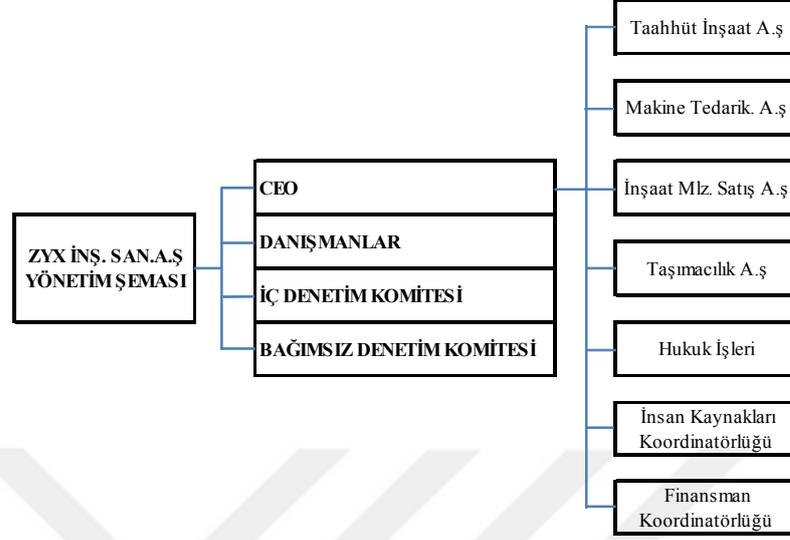 ZYX İNŞ. SAN.A.Ş
YÖNETİM ŞEMASI
CEO
DANIŞMANLAR
İÇ DENETİM KOMİTESİ
BAĞIMSIZ DENETİM KOMİTESİ
Taahhüt İnşaat A.ş
Makine Tedarik. A.ş
İnşaat Mlz. Satış A.ş
Taşımacılık A.ş
Hukuk İşleri
İnsan Kaynakları
Koordinatörlüğü
Finansman
Koordinatörlüğü